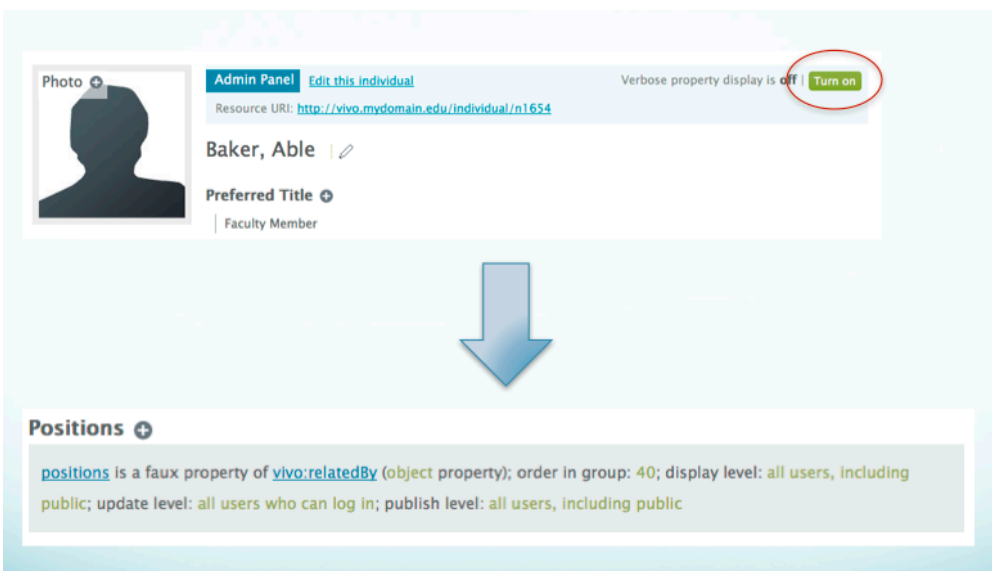 Photo
Admin Panel Edit this individual Verbose property display is off | Turn on
Resource URI: http://vivo.mydomain.edu/individual/n1654
Baker, Able
Preferred Title
Faculty Member
Positions
positions is a faux property of vivo:relatedBy (object property); order in group: 40; display level: all users, including
public; update level: all users who can log in; publish level: all users, including public